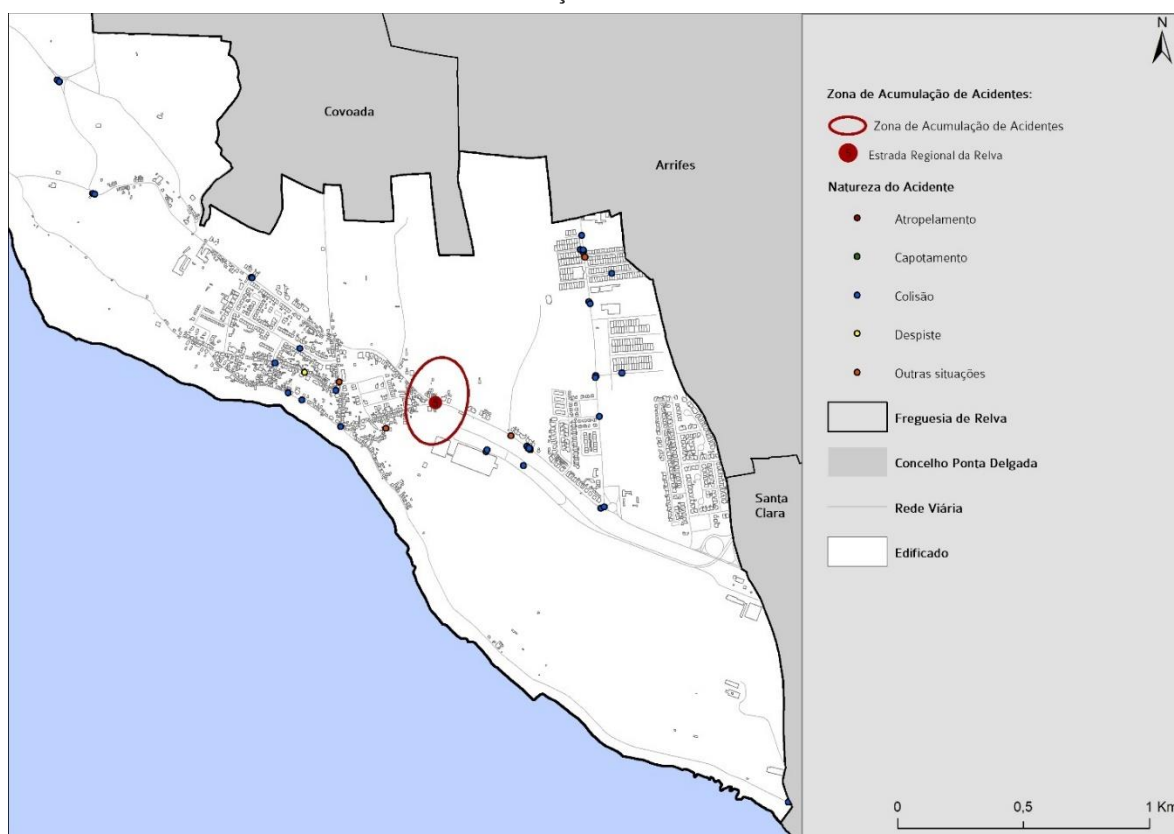 Covoada
Arrifes
Santa
Clara
N
Zona de Acumulação de Acidentes:
Zona de Acumulação de Acidentes
Estrada Regional da Relva
Natureza do Acidente
Atropelamento
Capotamento
Colisão
Despiste
Outras situações
Freguesia de Relva
Concelho Ponta Delgada
Rede Viária
Edificado
0 0,5 1 Km